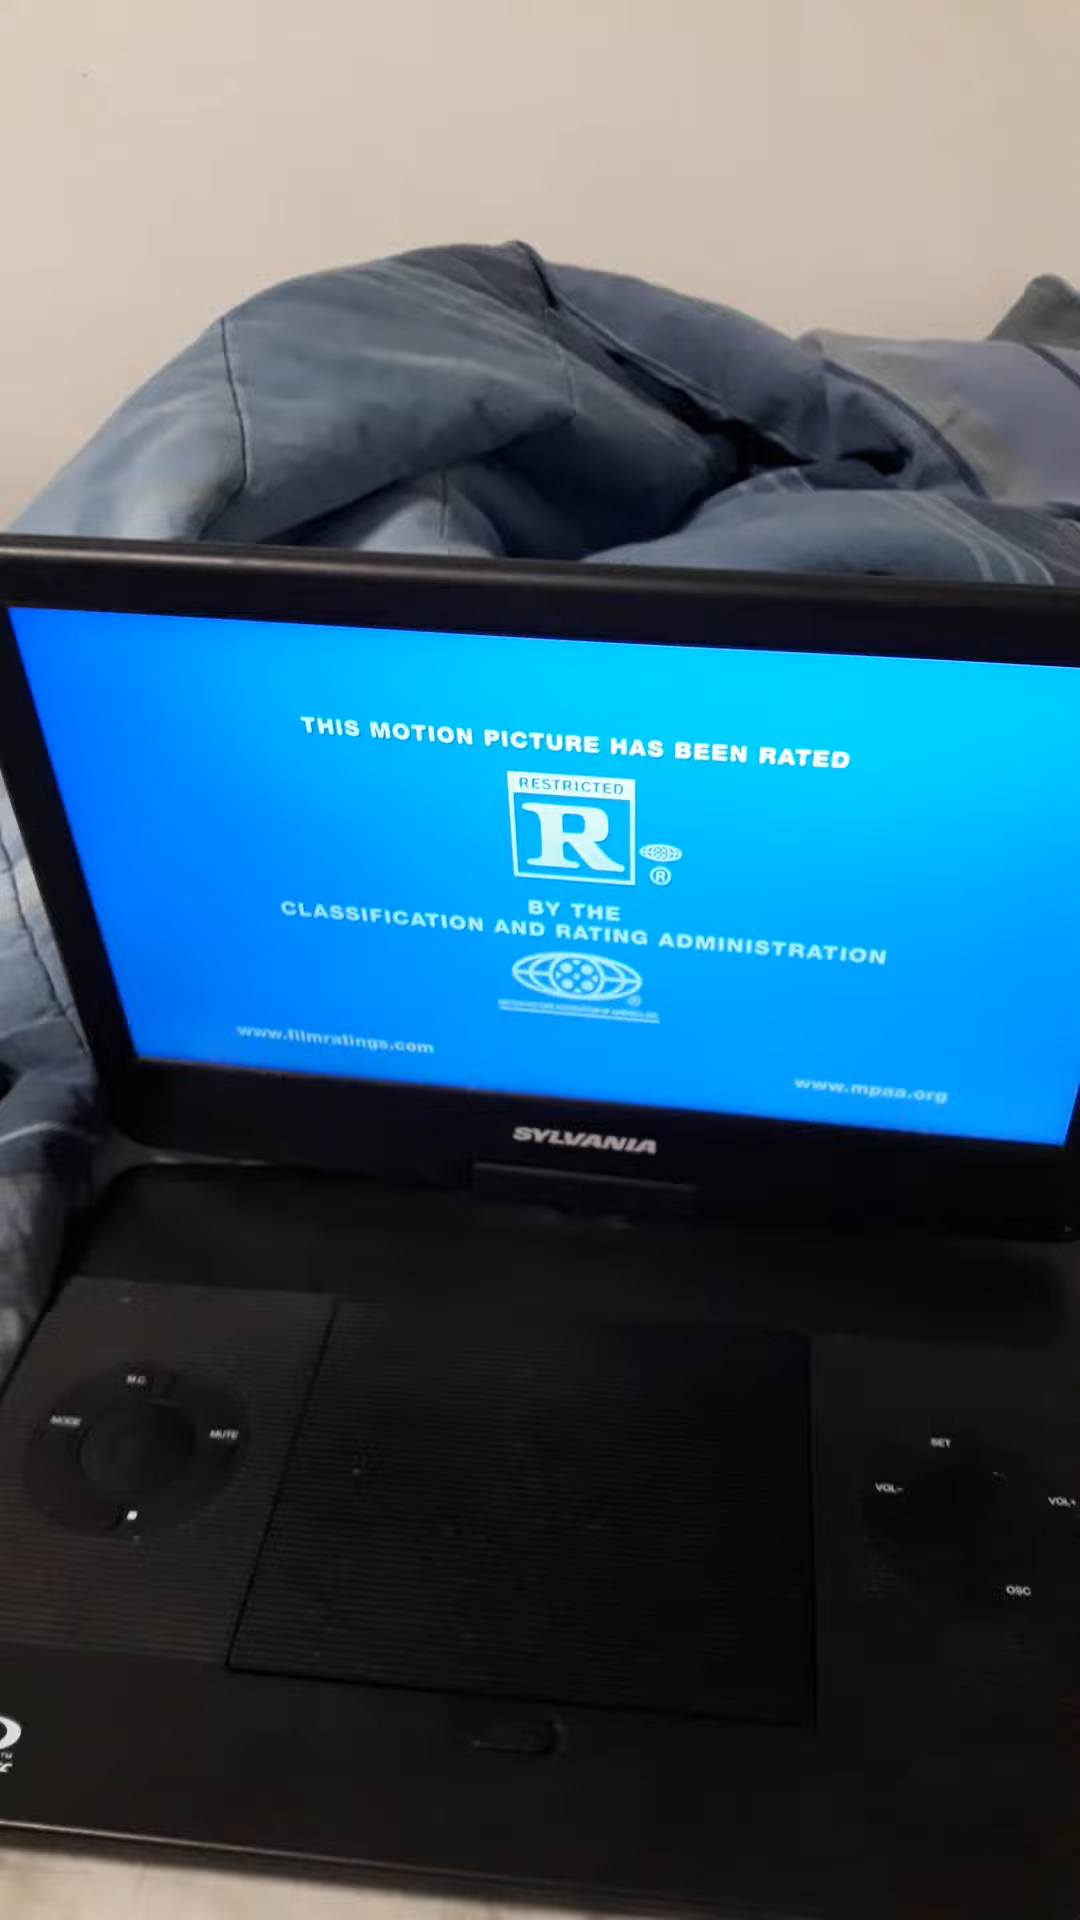 THIS MOTION PICTURE HAS BEEN RATED
RESTRICTED
R
®
BY THE
CLASSIFICATION AND RATING ADMINISTRATION
®
www.filmratings.com
www.mpaa.org
SYLVANIA
MODE
MUTE
SET
VOL-
VOL+
OSC
TM